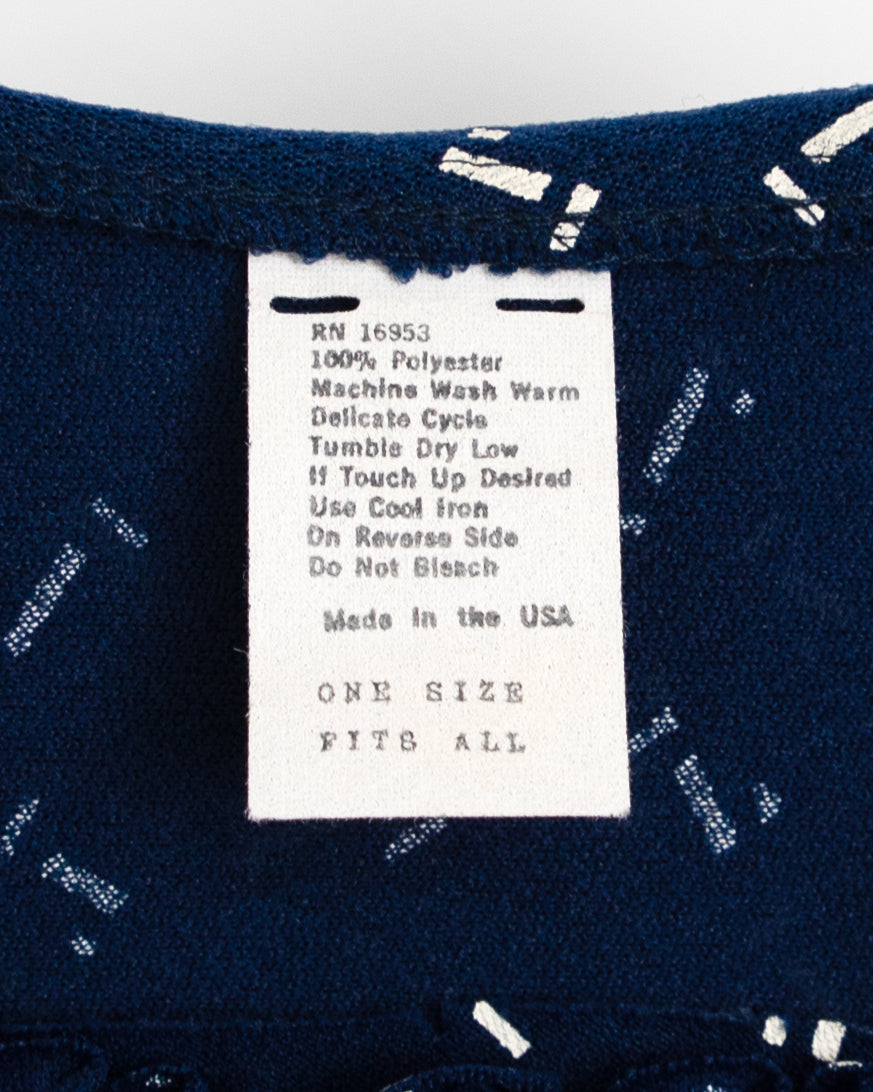 RN 16953
100% Polyester
Machine Wash Warm
Delicate Cycle
Tumble Dry Low
If Touch Up Desired
Use Cool Iron
On Reverse Side
Do Not Bleach
Made in the USA
ONE SIZE
FITS ALL